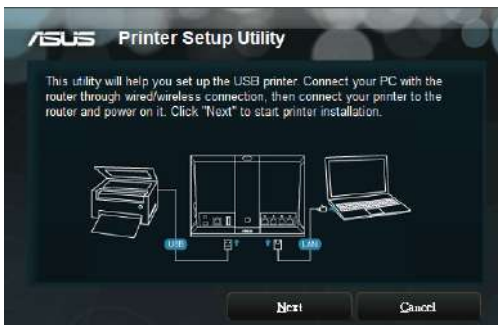 ASUS Printer Setup Utility
This utility will help you set up the USB printer. Connect your PC with the
router through wired/wireless connection, then connect your printer to the
router and power on it. Click "Next" to start printer installation.
USB
LAN
Next
Cancel